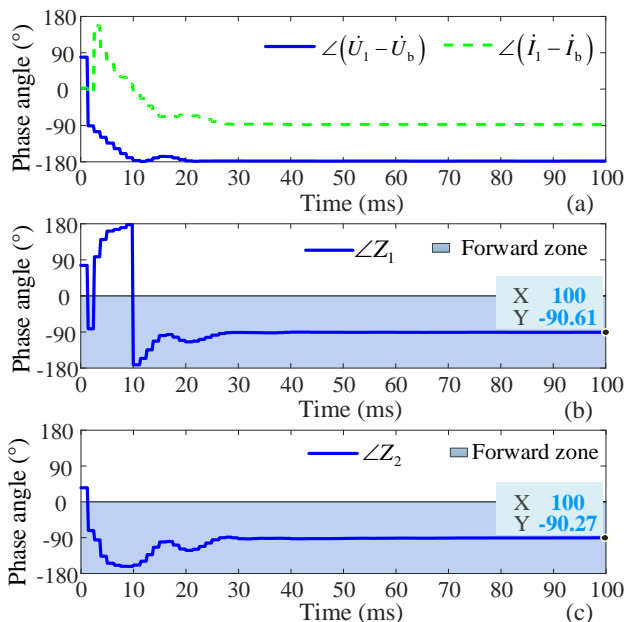 180
90
0
-90
-180
Phase angle (°)
∠(U̇₁ − U̇_b) ∠(İ₁ − İ_b)
0 10 20 30 40 50 60 70 80 90 100
Time (ms)
(a)
180
90
0
-90
-180
Phase angle (°)
∠Z₁ Forward zone
X 100
Y -90.61
0 10 20 30 40 50 60 70 80 90 100
Time (ms)
(b)
180
90
0
-90
-180
Phase angle (°)
∠Z₂ Forward zone
X 100
Y -90.27
0 10 20 30 40 50 60 70 80 90 100
Time (ms)
(c)